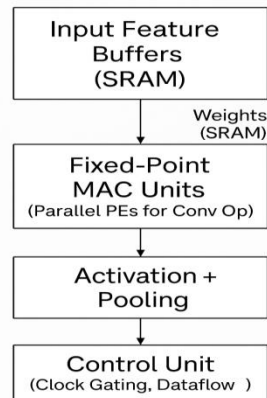 Input Feature
Buffers
(SRAM)
Weights
(SRAM)
Fixed-Point
MAC Units
(Parallel PEs for Conv Op)
Activation +
Pooling
Control Unit
(Clock Gating, Dataflow )